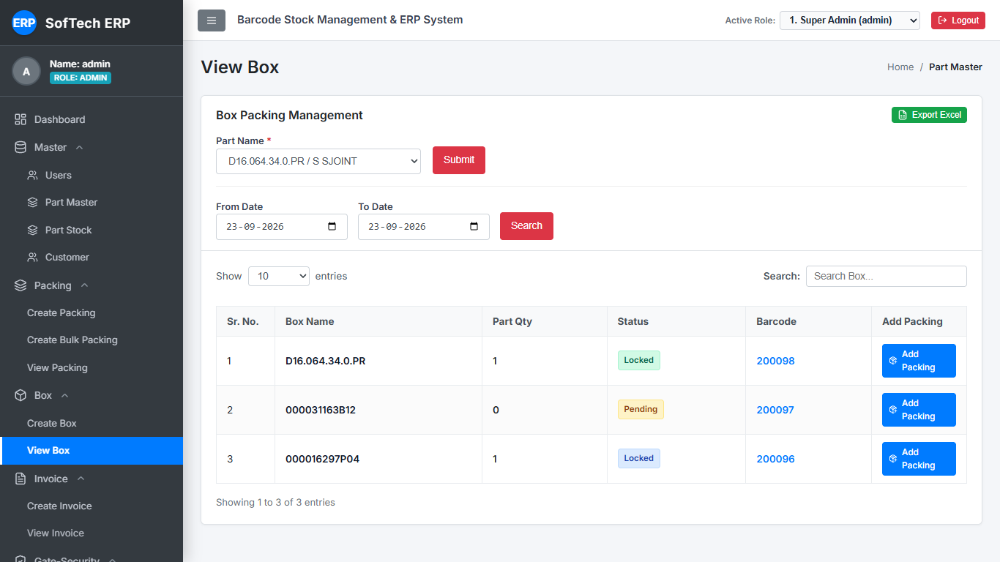 ERP SofTech ERP
A
Name: admin
ROLE: ADMIN
Dashboard
Master
Users
Part Master
Part Stock
Customer
Packing
Create Packing
Create Bulk Packing
View Packing
Box
Create Box
View Box
Invoice
Create Invoice
View Invoice
Gate-Security
Barcode Stock Management & ERP System
Active Role: 1. Super Admin (admin) Logout
View Box
Home / Part Master
Box Packing Management
Export Excel
Part Name *
D16.064.34.0.PR / S SJOINT Submit
From Date To Date
23-09-2026 23-09-2026 Search
Show 10 entries
Search: Search Box...
Sr. No. Box Name Part Qty Status Barcode Add Packing
1 D16.064.34.0.PR 1 Locked 200098 Add Packing
2 000031163B12 0 Pending 200097 Add Packing
3 000016297P04 1 Locked 200096 Add Packing
Showing 1 to 3 of 3 entries